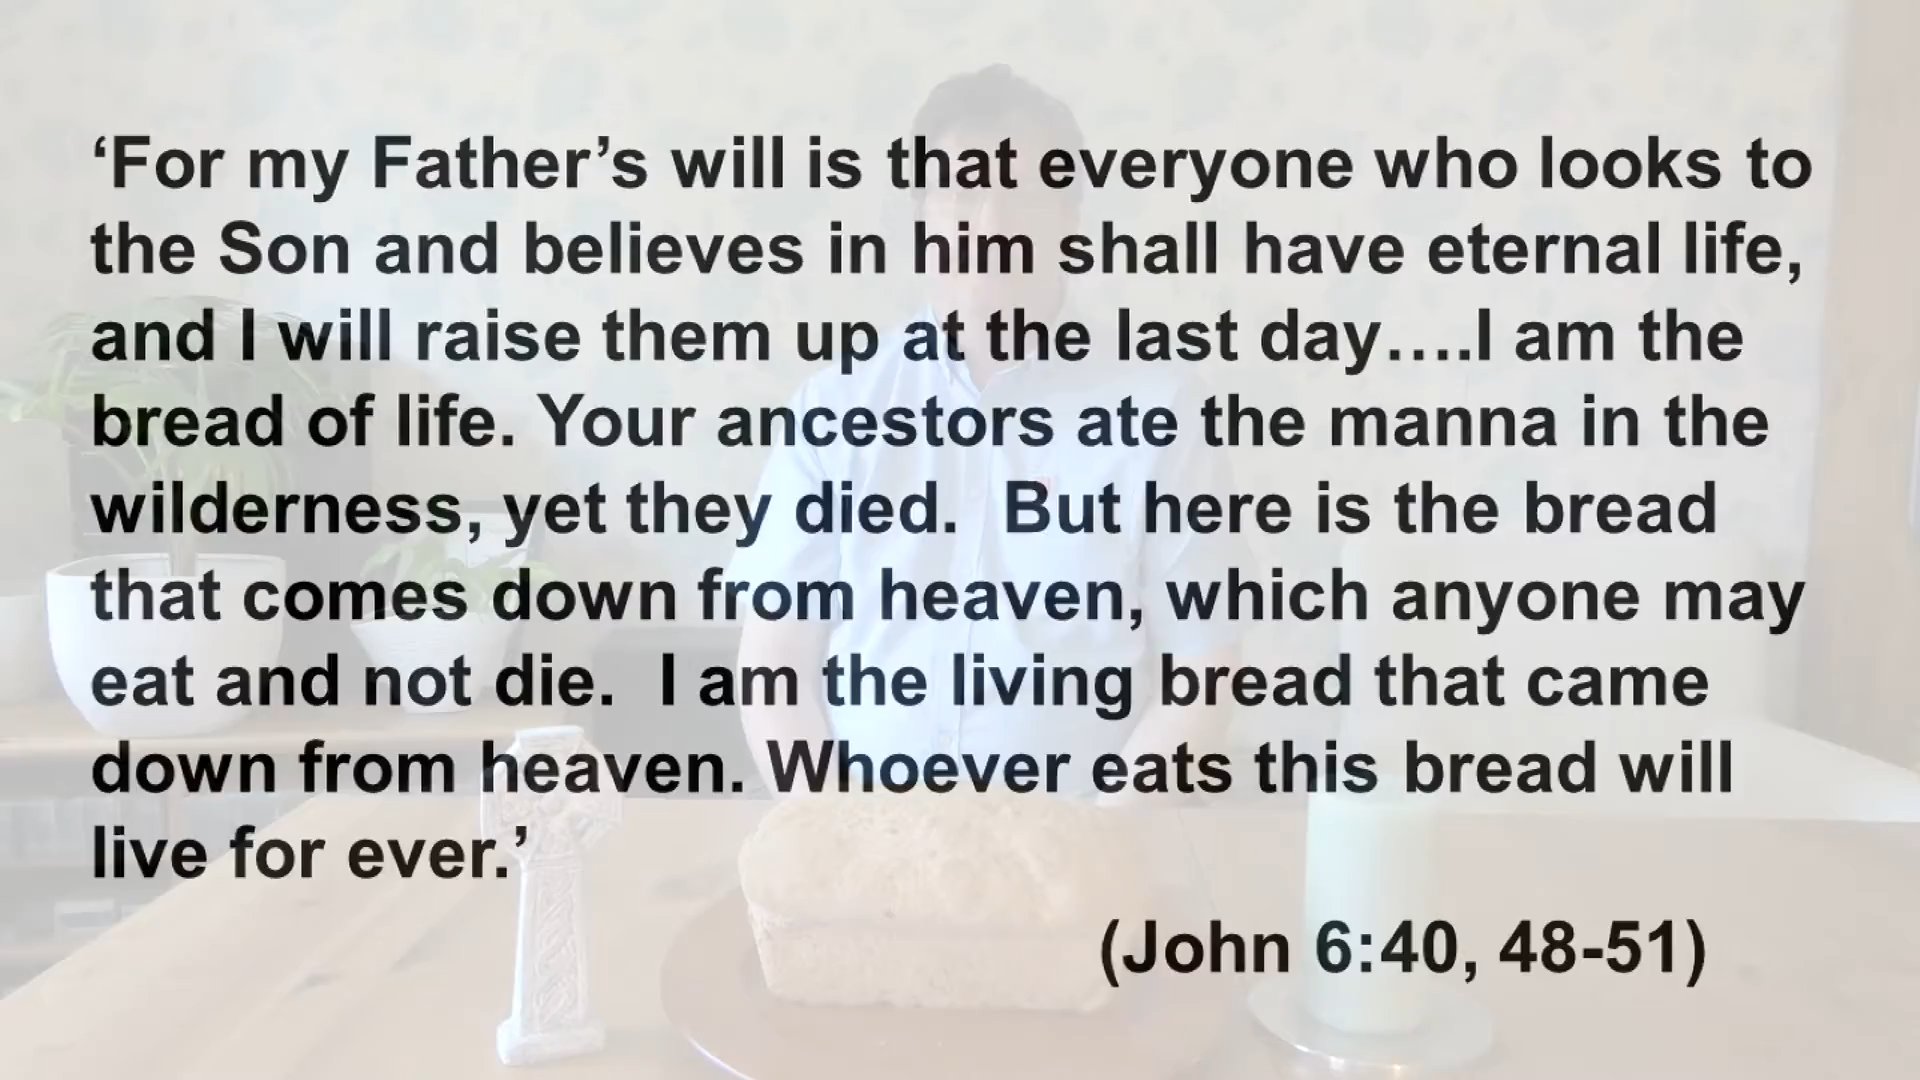 ‘For my Father’s will is that everyone who looks to
the Son and believes in him shall have eternal life,
and I will raise them up at the last day….I am the
bread of life. Your ancestors ate the manna in the
wilderness, yet they died.  But here is the bread
that comes down from heaven, which anyone may
eat and not die.  I am the living bread that came
down from heaven. Whoever eats this bread will
live for ever.’
(John 6:40, 48-51)